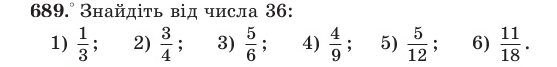 689.° Знайдіть від числа 36:
1) 1/3; 2) 3/4; 3) 5/6; 4) 4/9; 5) 5/12; 6) 11/18.